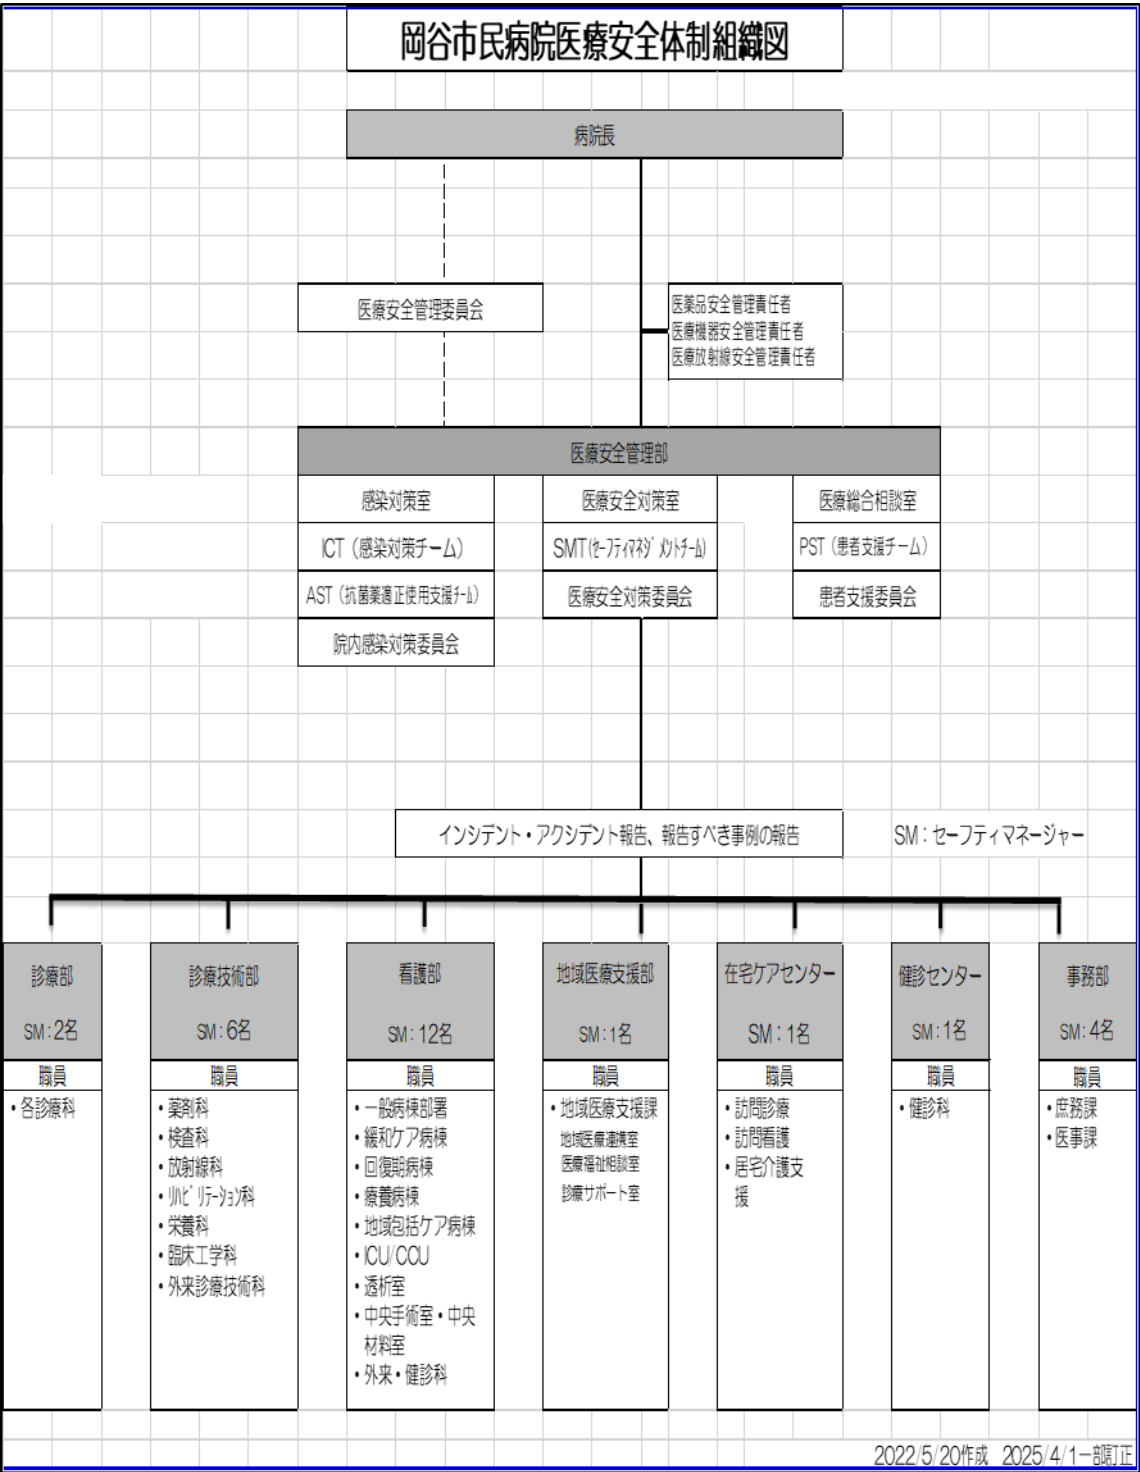 岡谷市民病院医療安全体制組織図
病院長
医療安全管理委員会
医薬品安全管理責任者
医療機器安全管理責任者
医療放射線安全管理責任者
医療安全管理部
感染対策室
ICT（感染対策チーム）
AST（抗菌薬適正使用支援ﾁｰﾑ）
院内感染対策委員会
医療安全対策室
SMT(ｾｰﾌﾃｨﾏﾈｼﾞﾒﾝﾄﾁｰﾑ)
医療安全対策委員会
医療総合相談室
PST（患者支援チーム）
患者支援委員会
インシデント・アクシデント報告、報告すべき事例の報告
SM：セーフティマネージャー
診療部
SM：2名
職員
・各診療科
診療技術部
SM：6名
職員
・薬剤科
・検査科
・放射線科
・ﾘﾊﾋﾞﾘﾃｰｼｮﾝ科
・栄養科
・臨床工学科
・外来診療技術科
看護部
SM：12名
職員
・一般病棟部署
・緩和ケア病棟
・回復期病棟
・療養病棟
・地域包括ケア病棟
・ICU/CCU
・透析室
・中央手術室・中央
材料室
・外来・健診科
地域医療支援部
SM：1名
職員
・地域医療支援課
地域医療連携室
医療福祉相談室
診療サポート室
在宅ケアセンター
SM：1名
職員
・訪問診療
・訪問看護
・居宅介護支
援
健診センター
SM：1名
職員
・健診科
事務部
SM：4名
職員
・庶務課
・医事課
2022/5/20作成　2025/4/1一部訂正